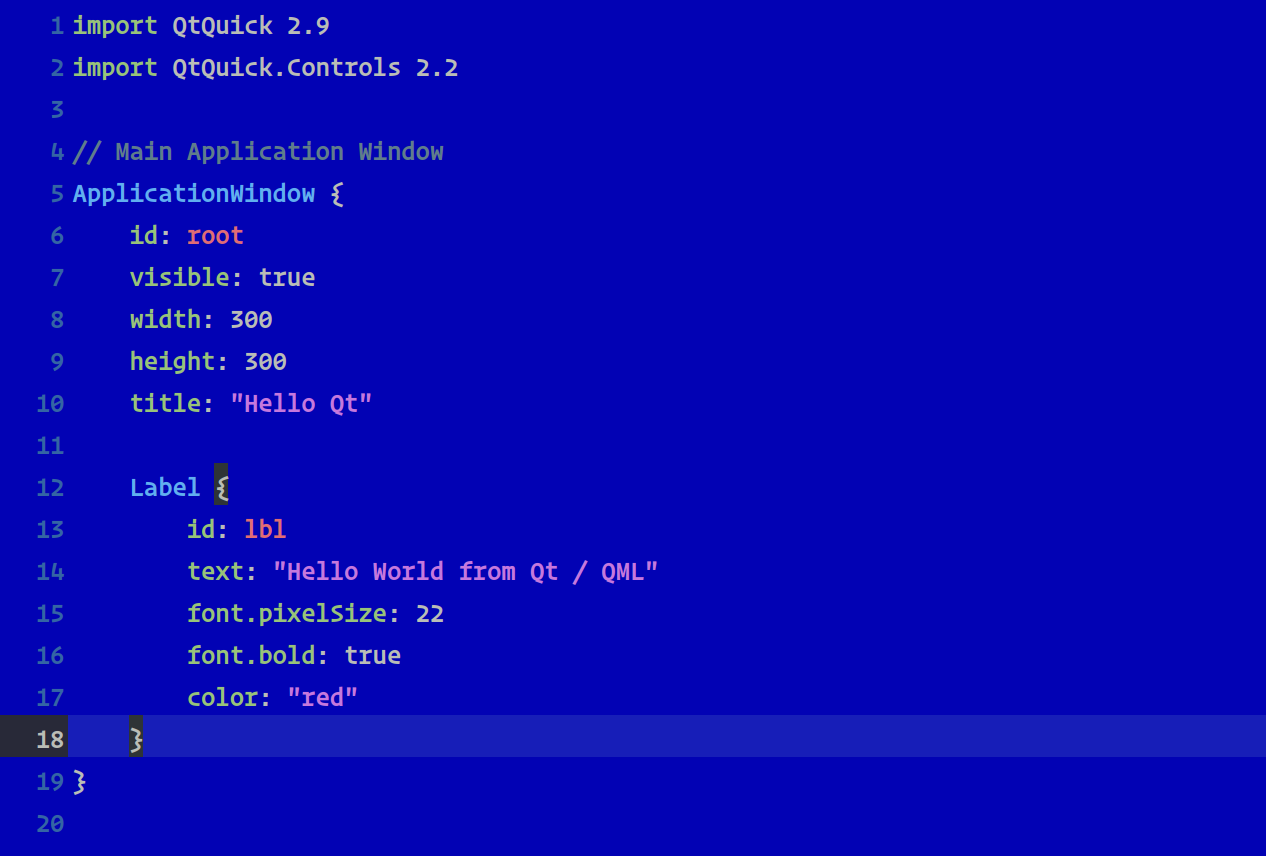 1 import QtQuick 2.9
2 import QtQuick.Controls 2.2
3
4 // Main Application Window
5 ApplicationWindow {
6     id: root
7     visible: true
8     width: 300
9     height: 300
10     title: "Hello Qt"
11
12     Label {
13         id: lbl
14         text: "Hello World from Qt / QML"
15         font.pixelSize: 22
16         font.bold: true
17         color: "red"
18     }
19 }
20